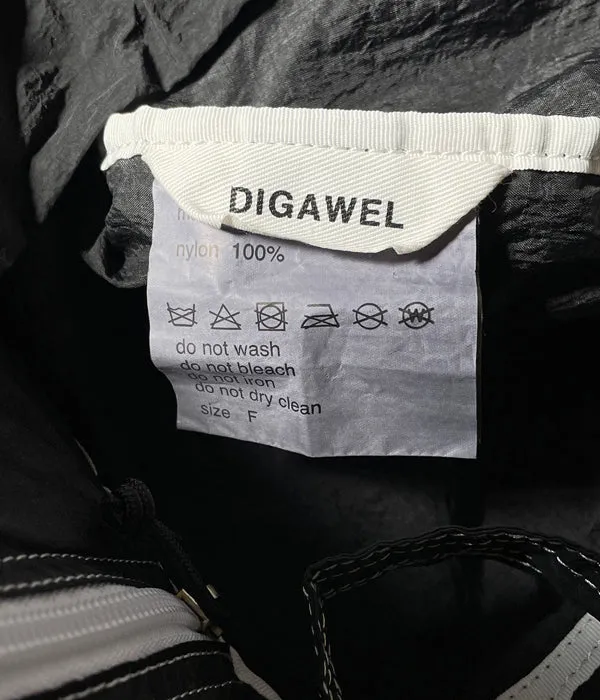 DIGAWEL
nylon 100%
W
do not wash
do not bleach
do not iron
do not dry clean
size F